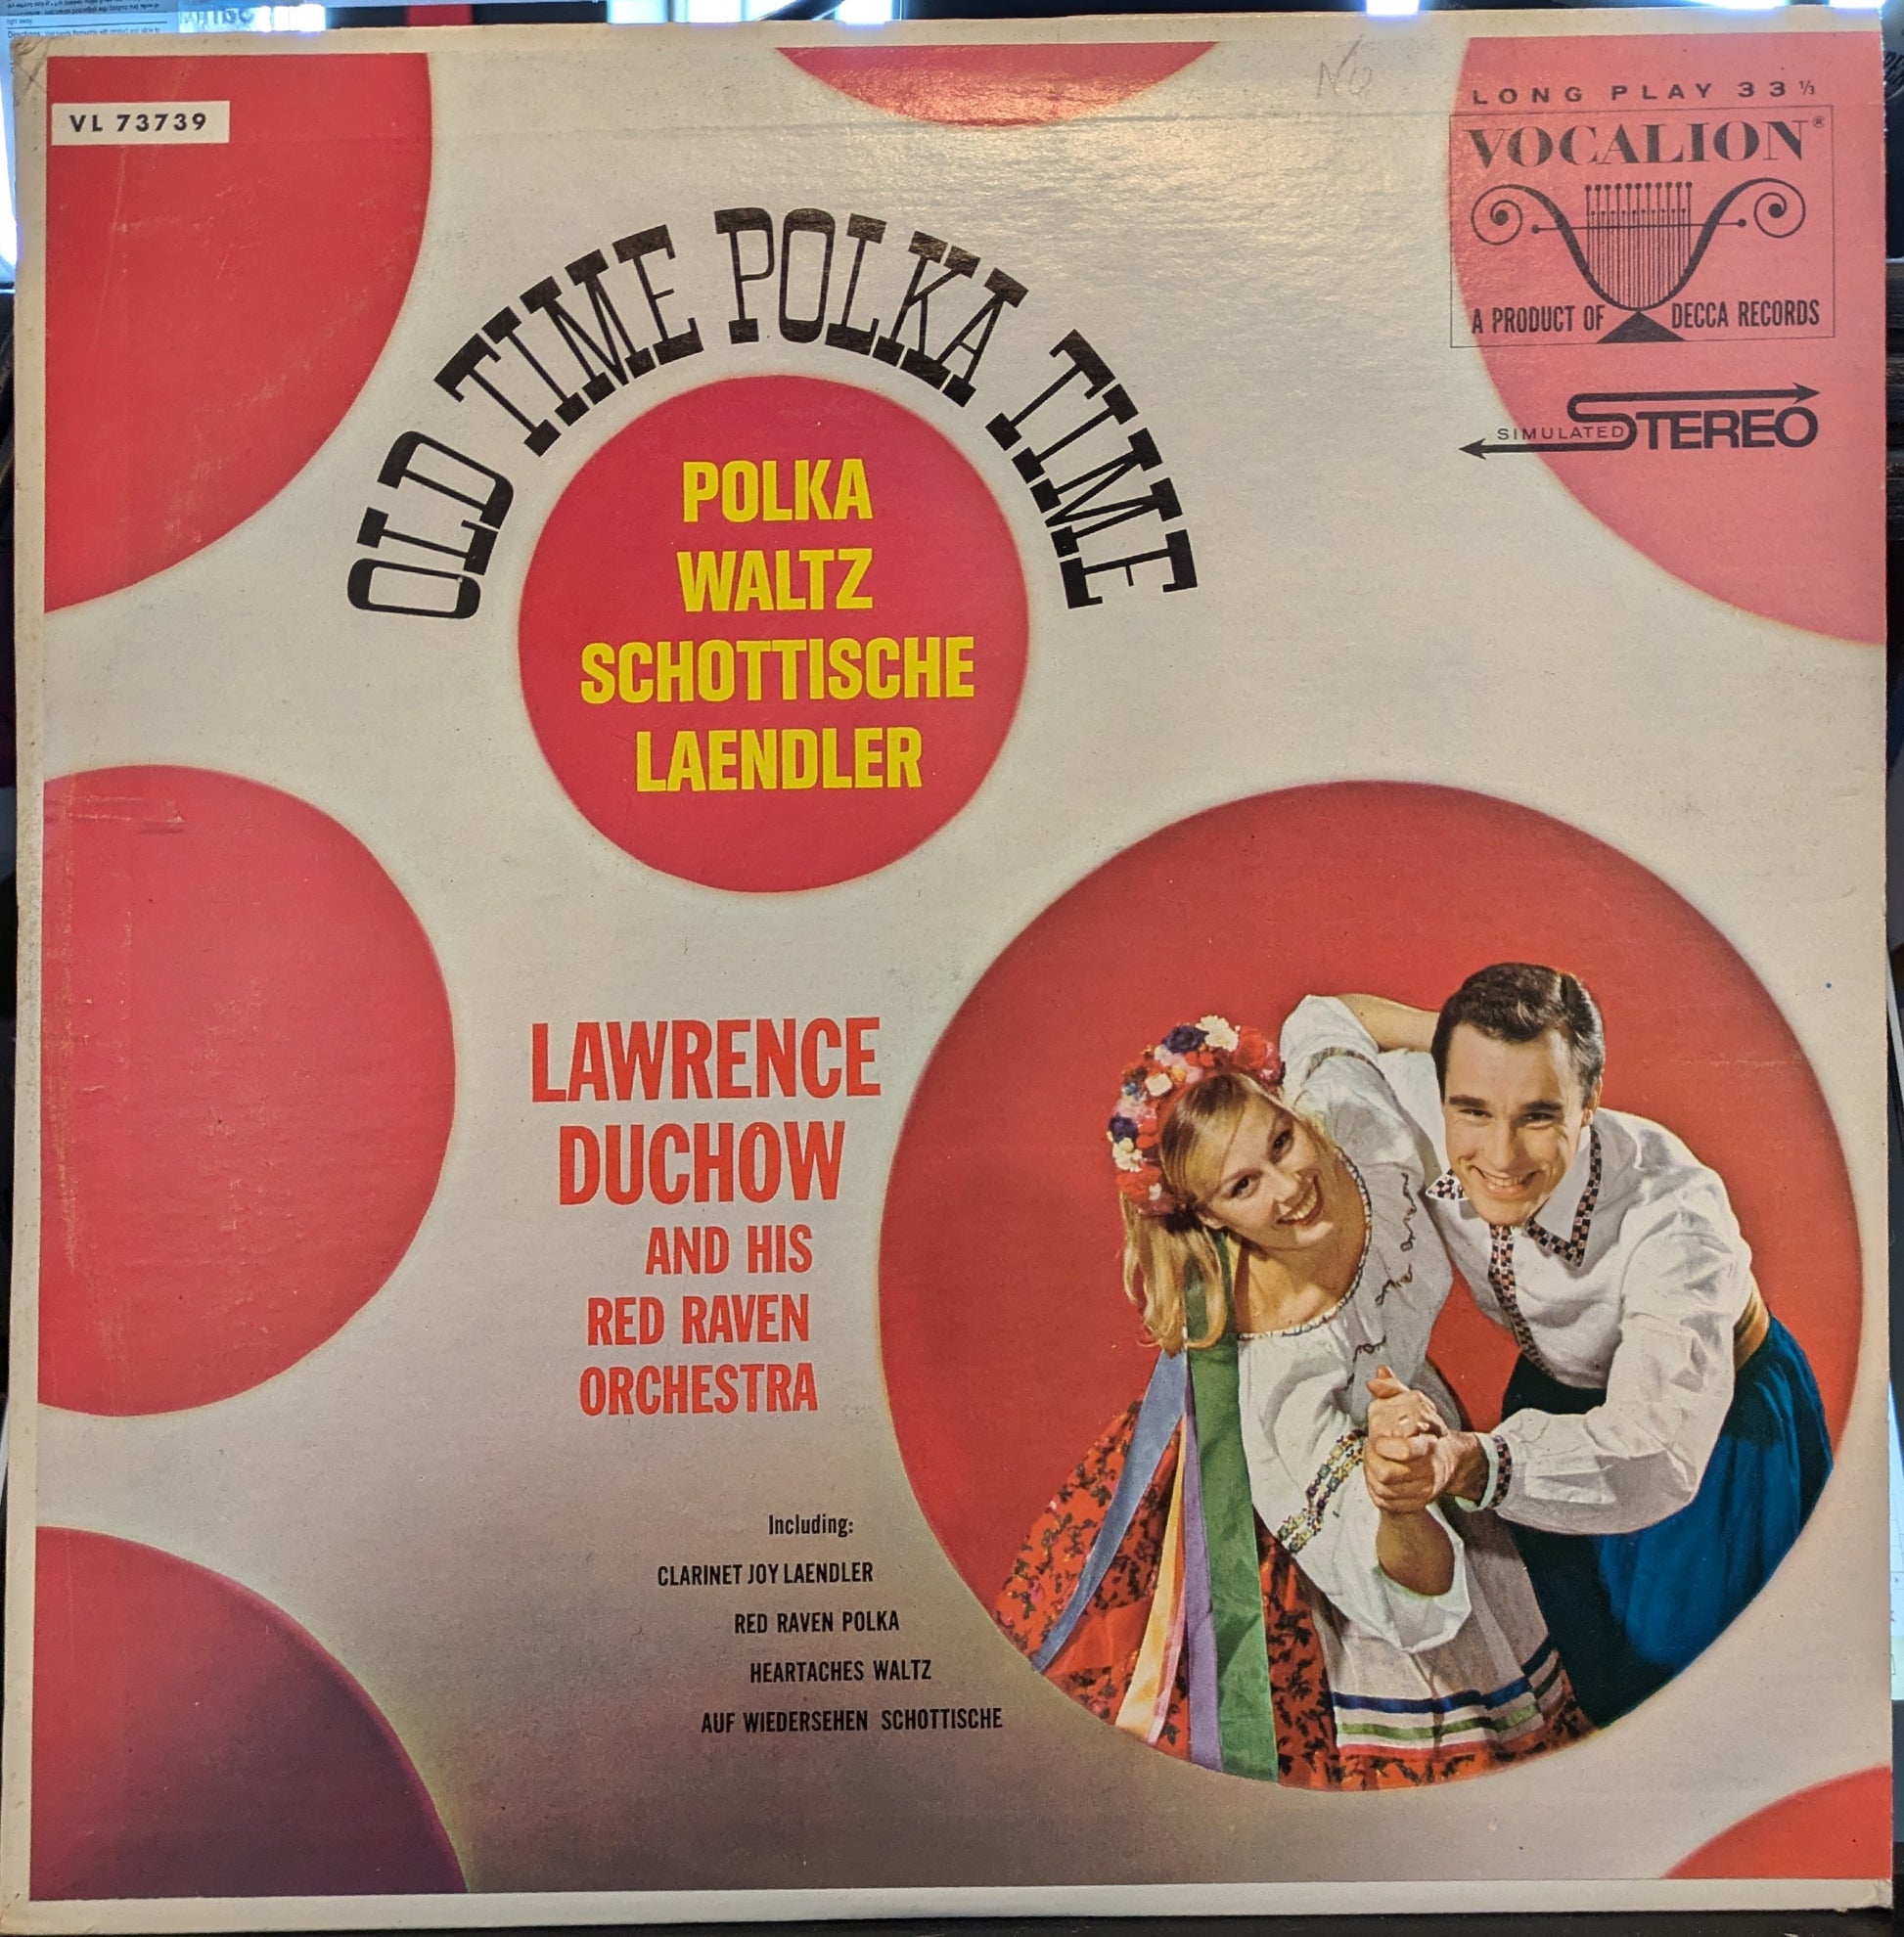 VL 73739
LONG PLAY 33 1/3
VOCALION®
A PRODUCT OF DECCA RECORDS
SIMULATED STEREO
OLD TIME POLKA TIME
POLKA
WALTZ
SCHOTTISCHE
LAENDLER
LAWRENCE
DUCHOW
AND HIS
RED RAVEN
ORCHESTRA
Including:
CLARINET JOY LAENDLER
RED RAVEN POLKA
HEARTACHES WALTZ
AUF WIEDERSEHEN SCHOTTISCHE